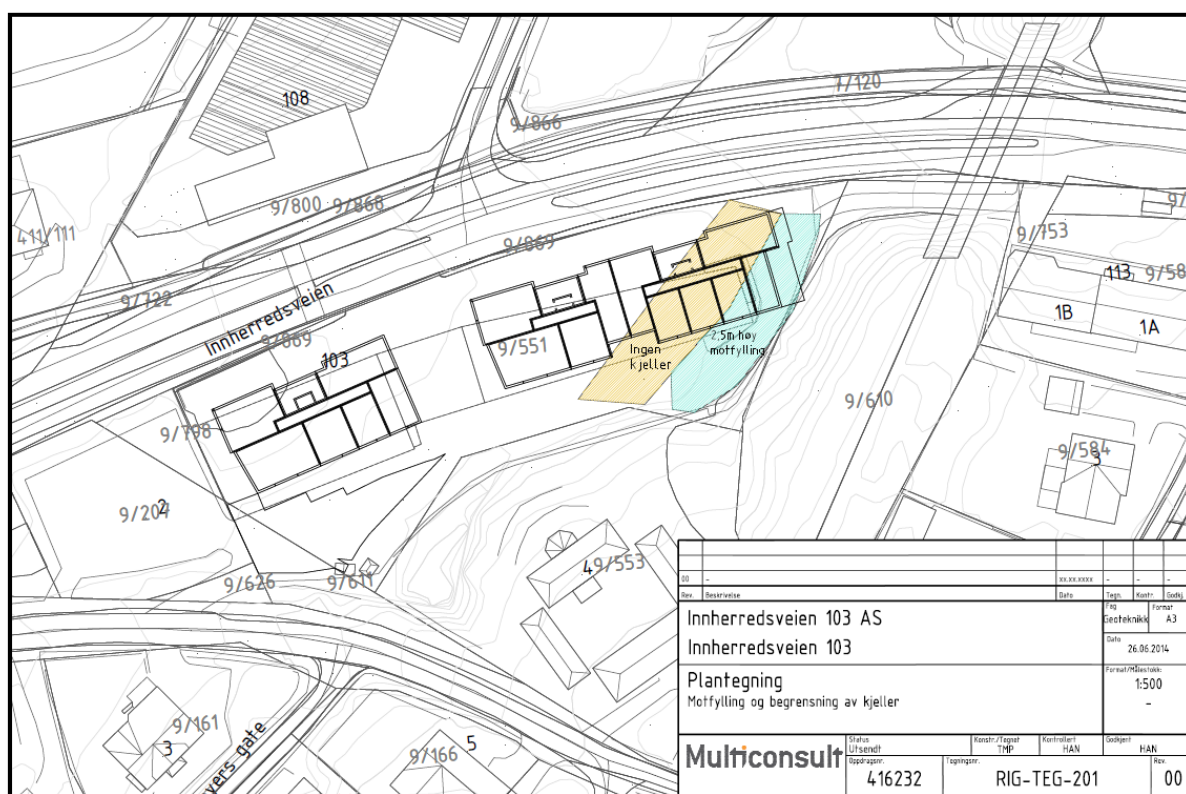 108
7/120
9/866
9/800
9/868
411/111
9/869
9/753
113
9/58
9/722
1B
1A
Innherredsveien
9/869
103
9/551
Ingen
kjeller
2,5m høy
motfylling
9/610
9/798
9/584
3
2
9/207
4
9/553
9/626
9/611
9/161
3
9/166
5
yvers gate
00 - xx.xx.xxxx - - -
Rev. Beskrivelse Dato Tegn. Kontr. Godkj.
Innherredsveien 103 AS
Innherredsveien 103
Fag
Geoteknikk
Format
A3
Dato
26.06.2014
Plantegning
Motfylling og begrensning av kjeller
Format/Målestokk:
1:500
-
Multiconsult
Status
Utsendt
Konstr./Tegnet
TMP
Kontrollert
HAN
Godkjent
HAN
Oppdragsnr.
416232
Tegningsnr.
RIG-TEG-201
Rev.
00